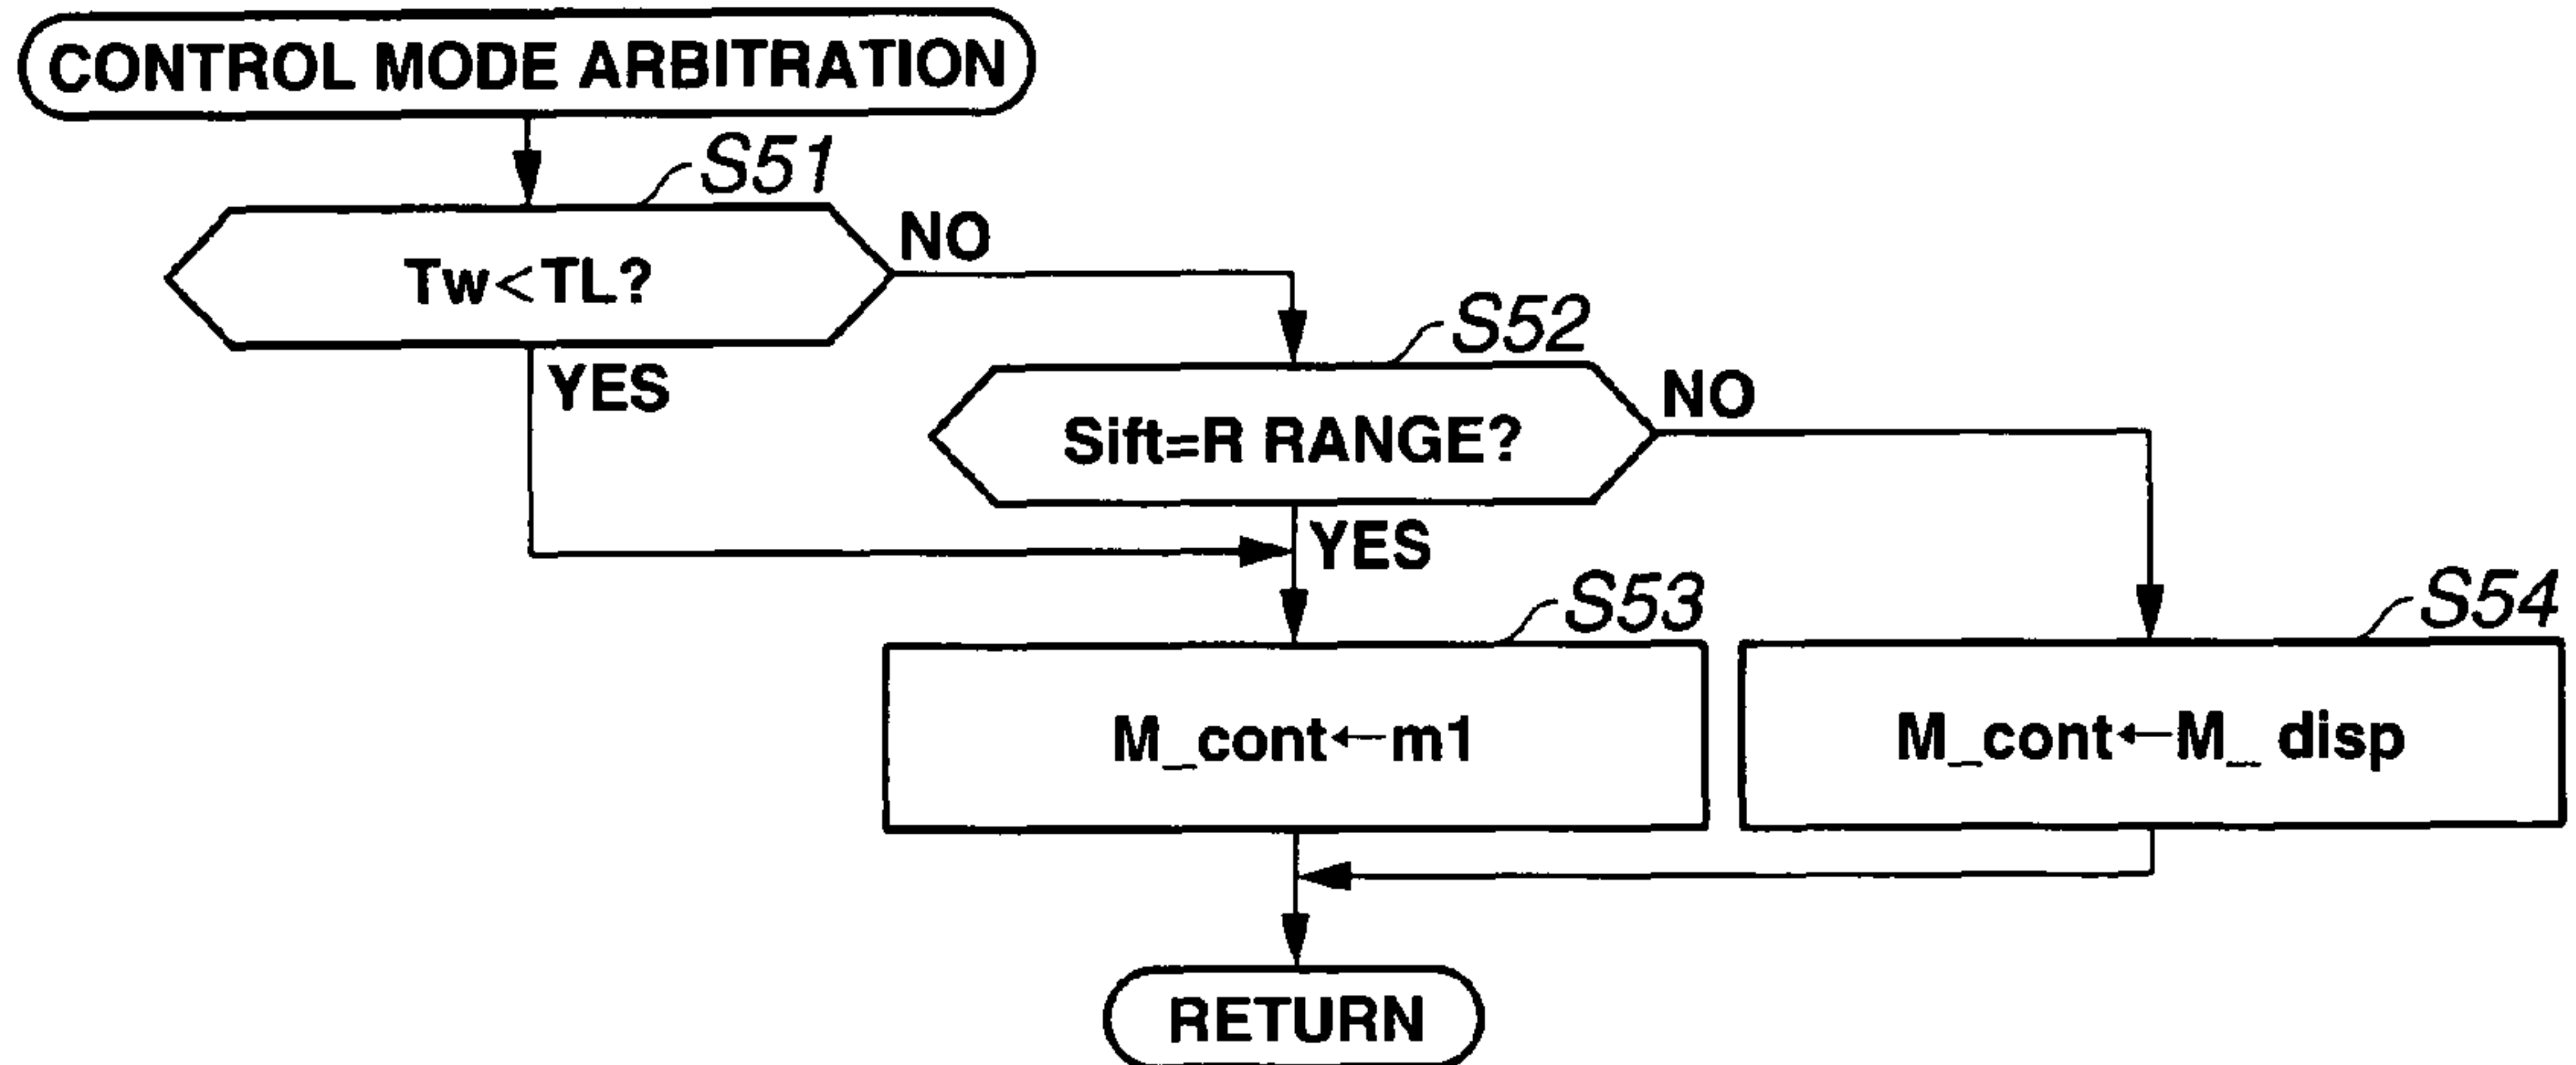 CONTROL MODE ARBITRATION
S51
Tw<TL?
NO
YES
S52
Sift=R RANGE?
NO
YES
S53
M_cont←m1
S54
M_cont←M_ disp
RETURN